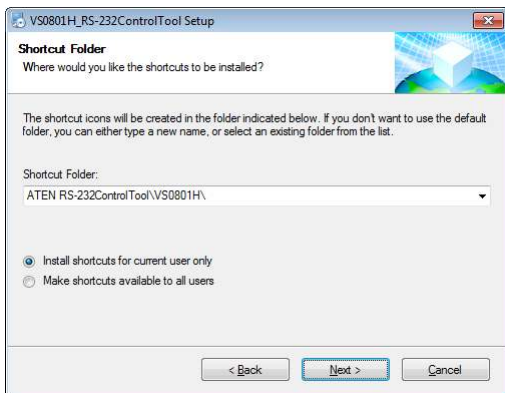 VS0801H_RS-232ControlTool Setup
Shortcut Folder
Where would you like the shortcuts to be installed?
The shortcut icons will be created in the folder indicated below. If you don't want to use the default
folder, you can either type a new name, or select an existing folder from the list.
Shortcut Folder:
ATEN RS-232ControlTool\VS0801H\
Install shortcuts for current user only
Make shortcuts available to all users
< Back
Next >
Cancel